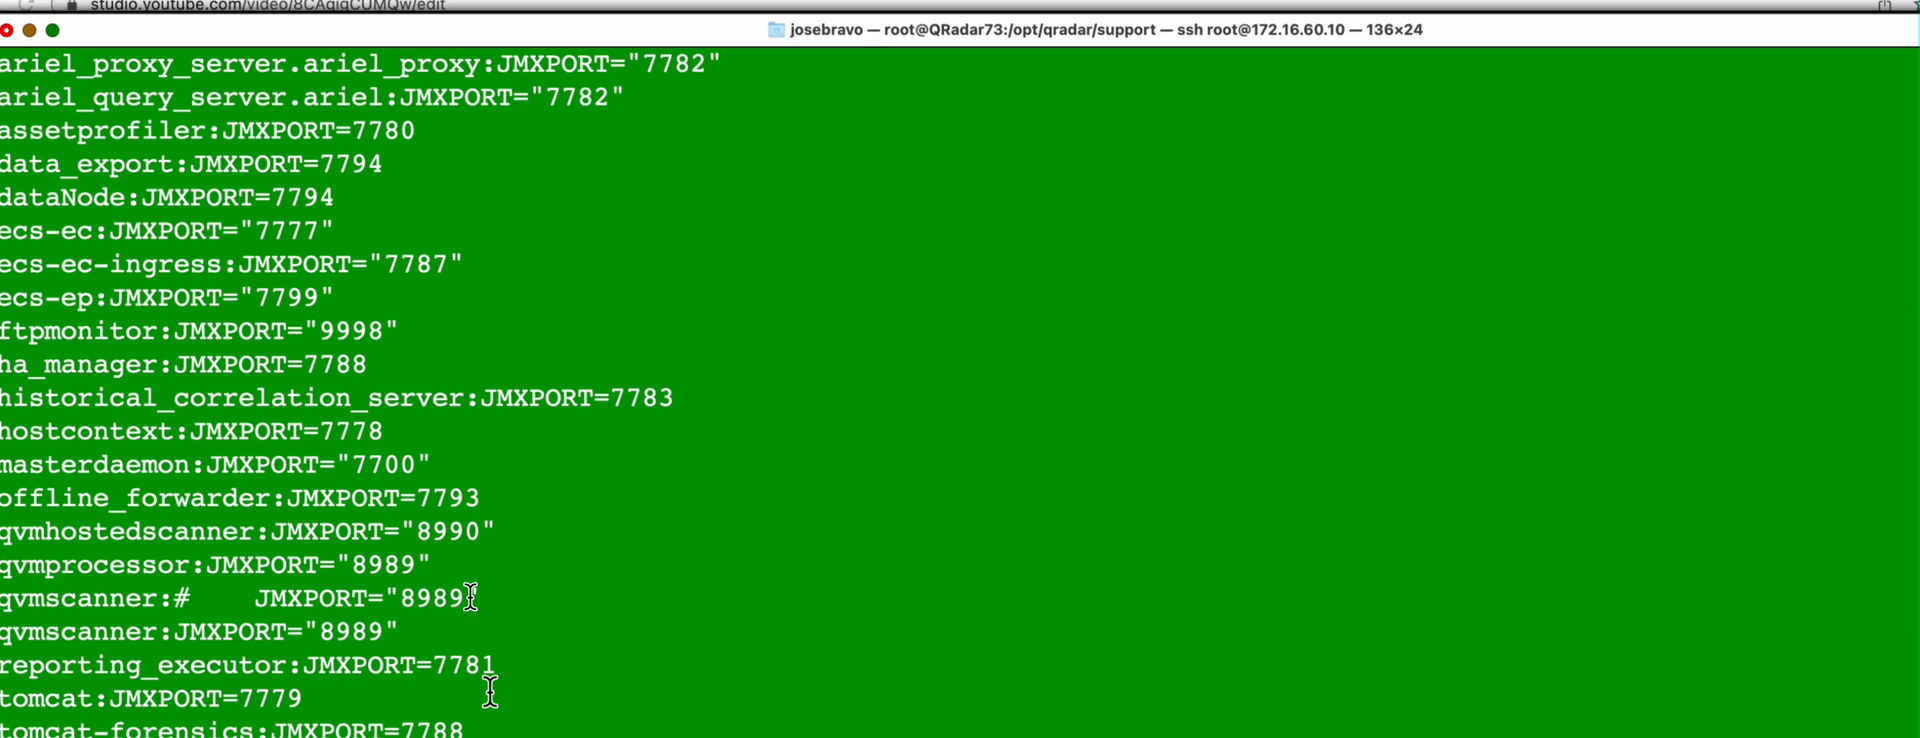 studio.youtube.com/video/8CAqiqCUMQw/edit
josebravo — root@QRadar73:/opt/qradar/support — ssh root@172.16.60.10 — 136×24
ariel_proxy_server.ariel_proxy:JMXPORT="7782"
ariel_query_server.ariel:JMXPORT="7782"
assetprofiler:JMXPORT=7780
data_export:JMXPORT=7794
dataNode:JMXPORT=7794
ecs-ec:JMXPORT="7777"
ecs-ec-ingress:JMXPORT="7787"
ecs-ep:JMXPORT="7799"
ftpmonitor:JMXPORT="9998"
ha_manager:JMXPORT=7788
historical_correlation_server:JMXPORT=7783
hostcontext:JMXPORT=7778
masterdaemon:JMXPORT="7700"
offline_forwarder:JMXPORT=7793
qvmhostedscanner:JMXPORT="8990"
qvmprocessor:JMXPORT="8989"
qvmscanner:#    JMXPORT="8989"
qvmscanner:JMXPORT="8989"
reporting_executor:JMXPORT=7781
tomcat:JMXPORT=7779
tomcat-forensics:JMXPORT=7788